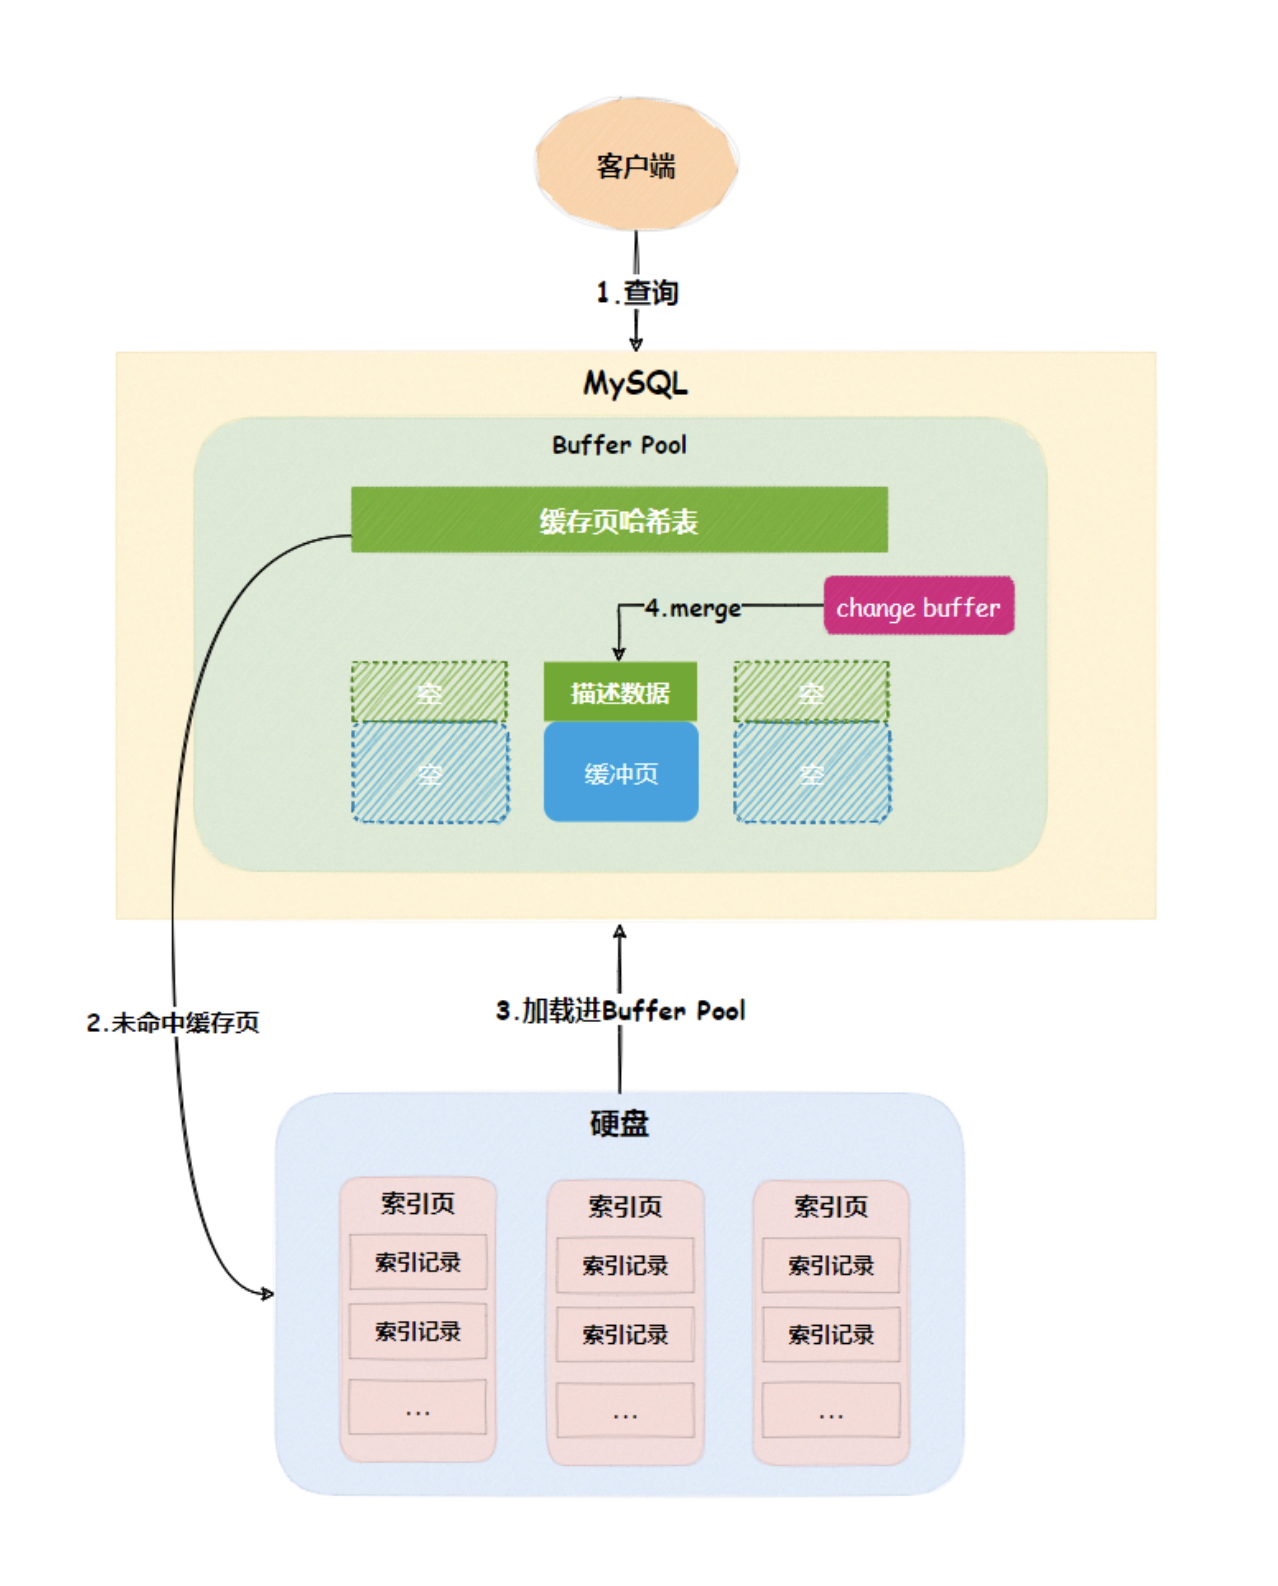 客户端
1.查询
MySQL
Buffer Pool
缓存页哈希表
4.merge
change buffer
空
描述数据
空
空
缓冲页
空
2.未命中缓存页
3.加载进Buffer Pool
硬盘
索引页
索引页
索引页
索引记录
索引记录
索引记录
索引记录
索引记录
索引记录
...
...
...